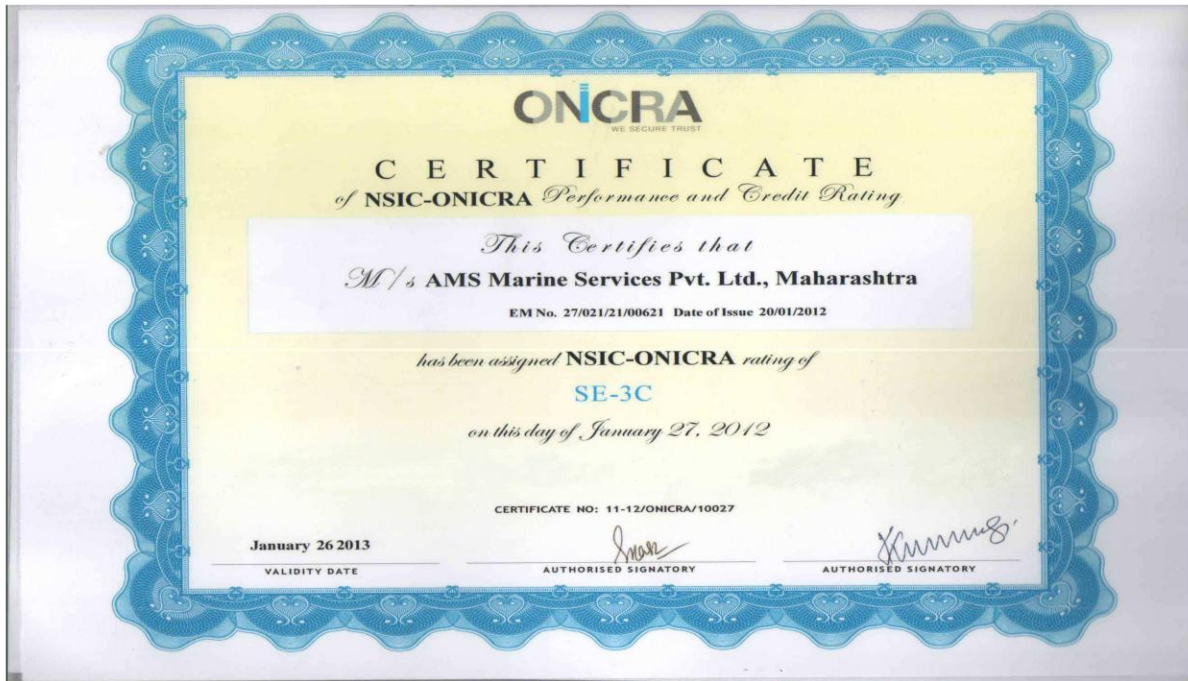 ONICRA
WE SECURE TRUST
CERTIFICATE
of NSIC-ONICRA Performance and Credit Rating
This Certifies that
M/s AMS Marine Services Pvt. Ltd., Maharashtra
EM No. 27/021/21/00621 Date of Issue 20/01/2012
has been assigned NSIC-ONICRA rating of
SE-3C
on this day of January 27, 2012
CERTIFICATE NO: 11-12/ONICRA/10027
January 26 2013
VALIDITY DATE
AUTHORISED SIGNATORY
AUTHORISED SIGNATORY